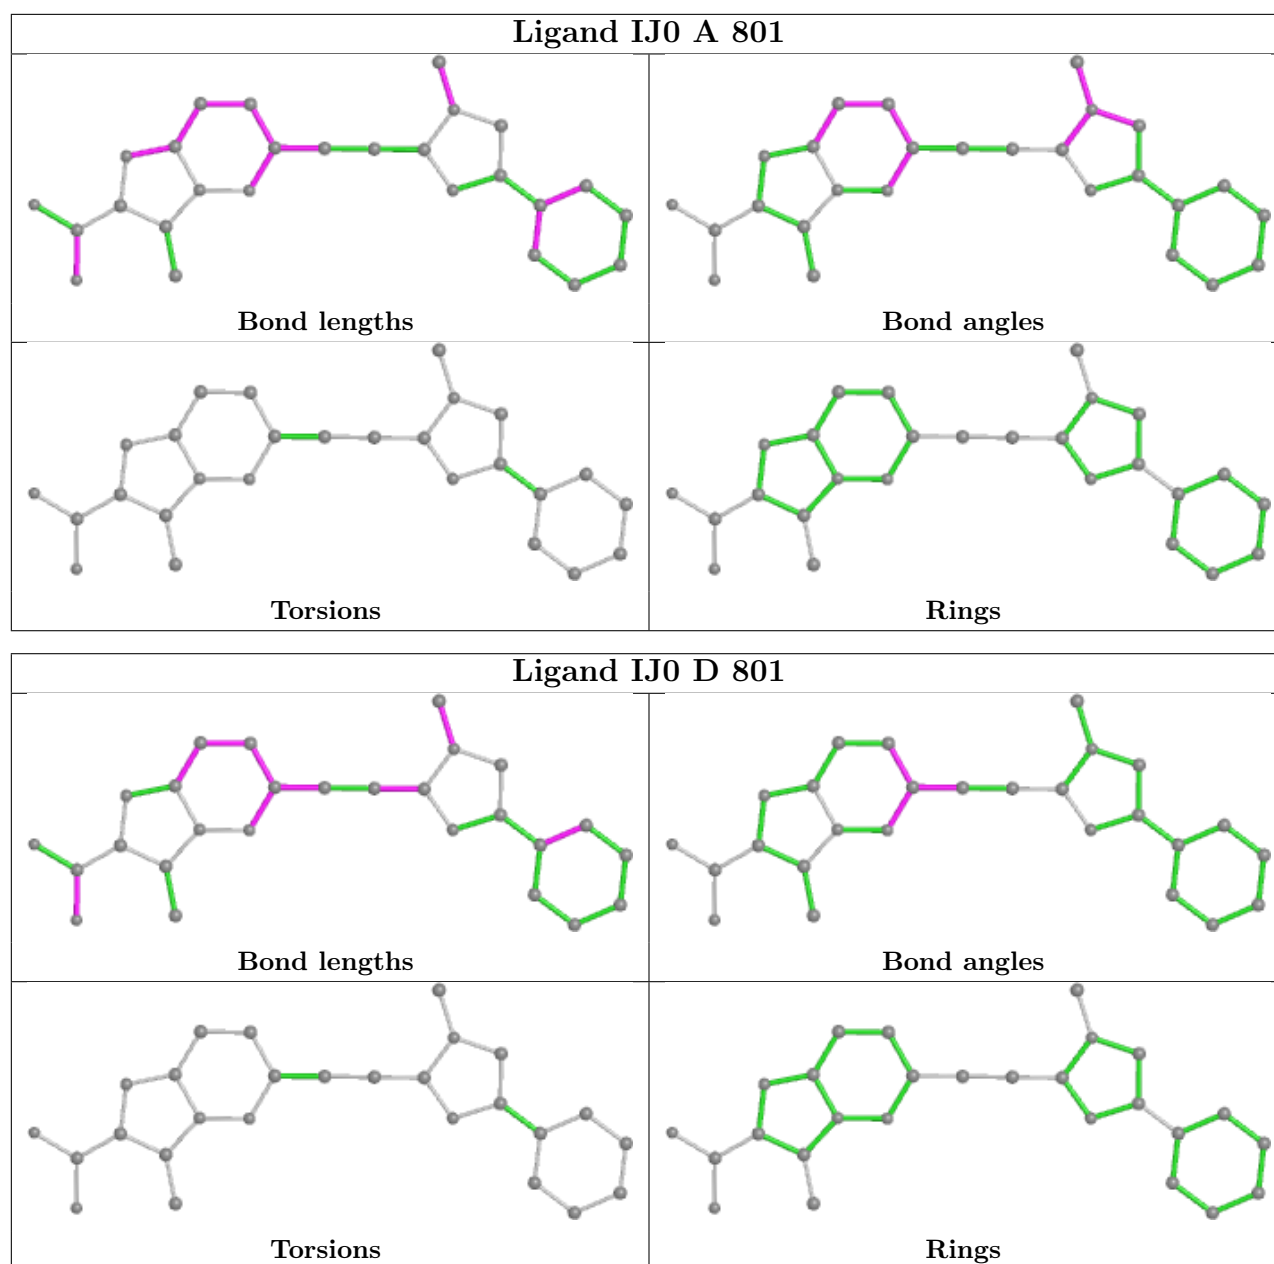 Ligand IJ0 A 801
Bond lengths
Bond angles
Torsions
Rings
Ligand IJ0 D 801
Bond lengths
Bond angles
Torsions
Rings